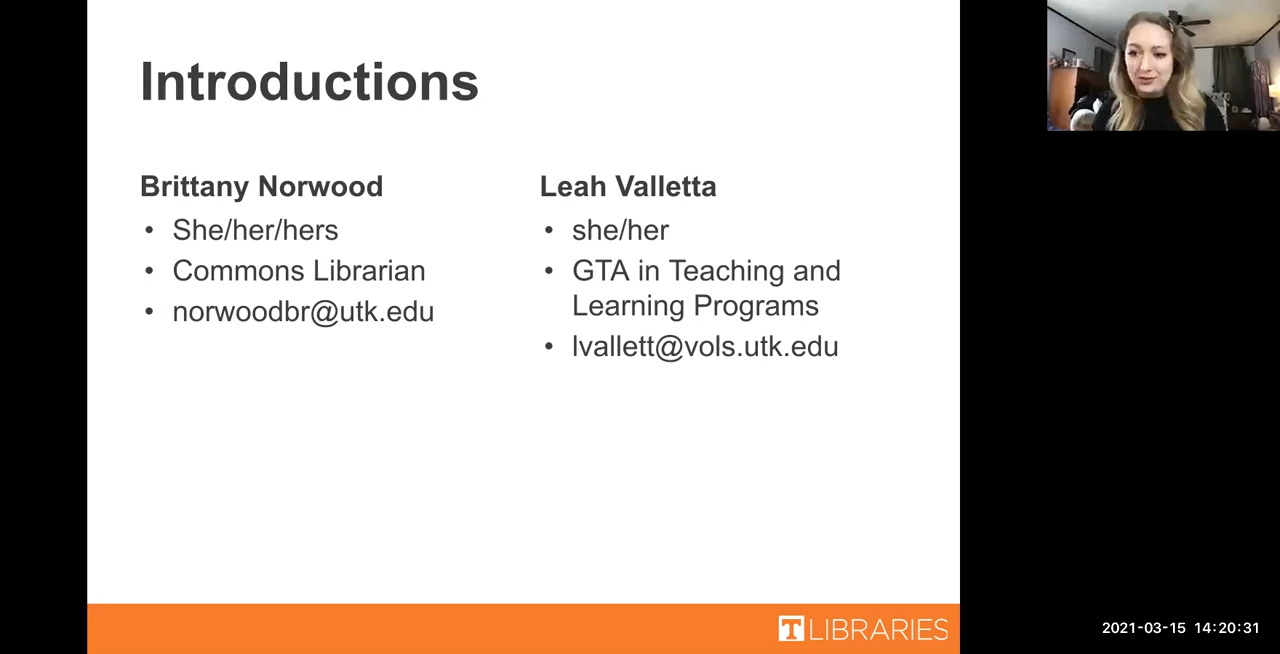 Introductions
Brittany Norwood
• She/her/hers
• Commons Librarian
• norwoodbr@utk.edu
Leah Valletta
• she/her
• GTA in Teaching and
Learning Programs
• lvallett@vols.utk.edu
T LIBRARIES
2021-03-15 14:20:31